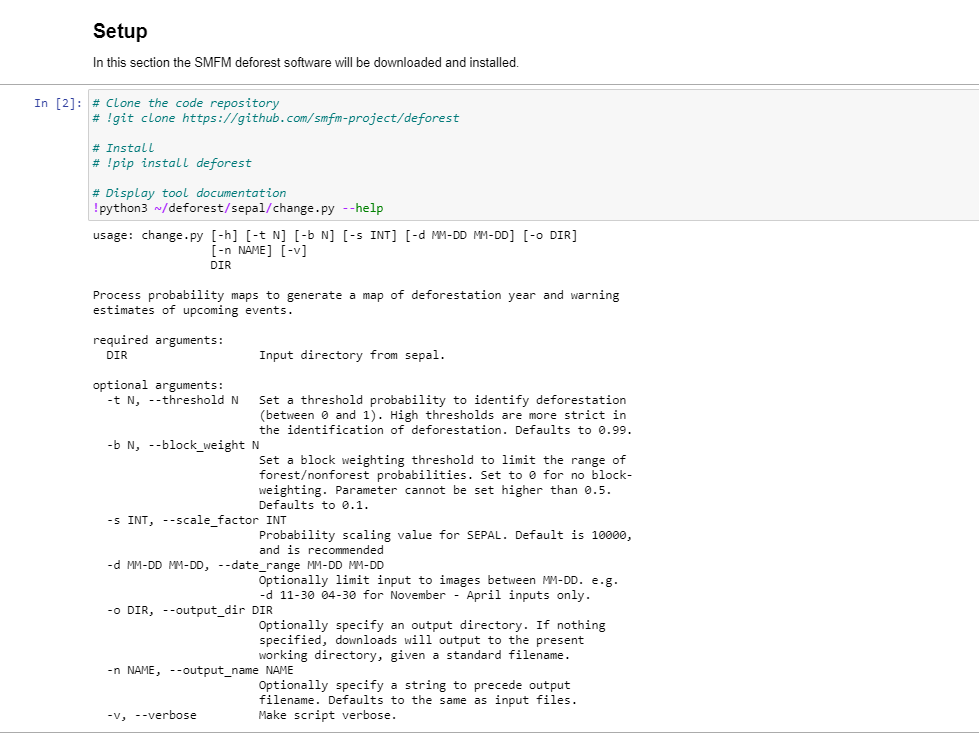 Setup
In this section the SMFM deforest software will be downloaded and installed.
In [2]: # Clone the code repository
# !git clone https://github.com/smfm-project/deforest
# Install
# !pip install deforest
# Display tool documentation
!python3 ~/deforest/sepal/change.py --help
usage: change.py [-h] [-t N] [-b N] [-s INT] [-d MM-DD MM-DD] [-o DIR]
[-n NAME] [-v]
DIR
Process probability maps to generate a map of deforestation year and warning
estimates of upcoming events.
required arguments:
DIR Input directory from sepal.
optional arguments:
-t N, --threshold N Set a threshold probability to identify deforestation
(between 0 and 1). High thresholds are more strict in
the identification of deforestation. Defaults to 0.99.
-b N, --block_weight N
Set a block weighting threshold to limit the range of
forest/nonforest probabilities. Set to 0 for no block-
weighting. Parameter cannot be set higher than 0.5.
Defaults to 0.1.
-s INT, --scale_factor INT
Probability scaling value for SEPAL. Default is 10000,
and is recommended
-d MM-DD MM-DD, --date_range MM-DD MM-DD
Optionally limit input to images between MM-DD. e.g.
-d 11-30 04-30 for November - April inputs only.
-o DIR, --output_dir DIR
Optionally specify an output directory. If nothing
specified, downloads will output to the present
working directory, given a standard filename.
-n NAME, --output_name NAME
Optionally specify a string to precede output
filename. Defaults to the same as input files.
-v, --verbose Make script verbose.